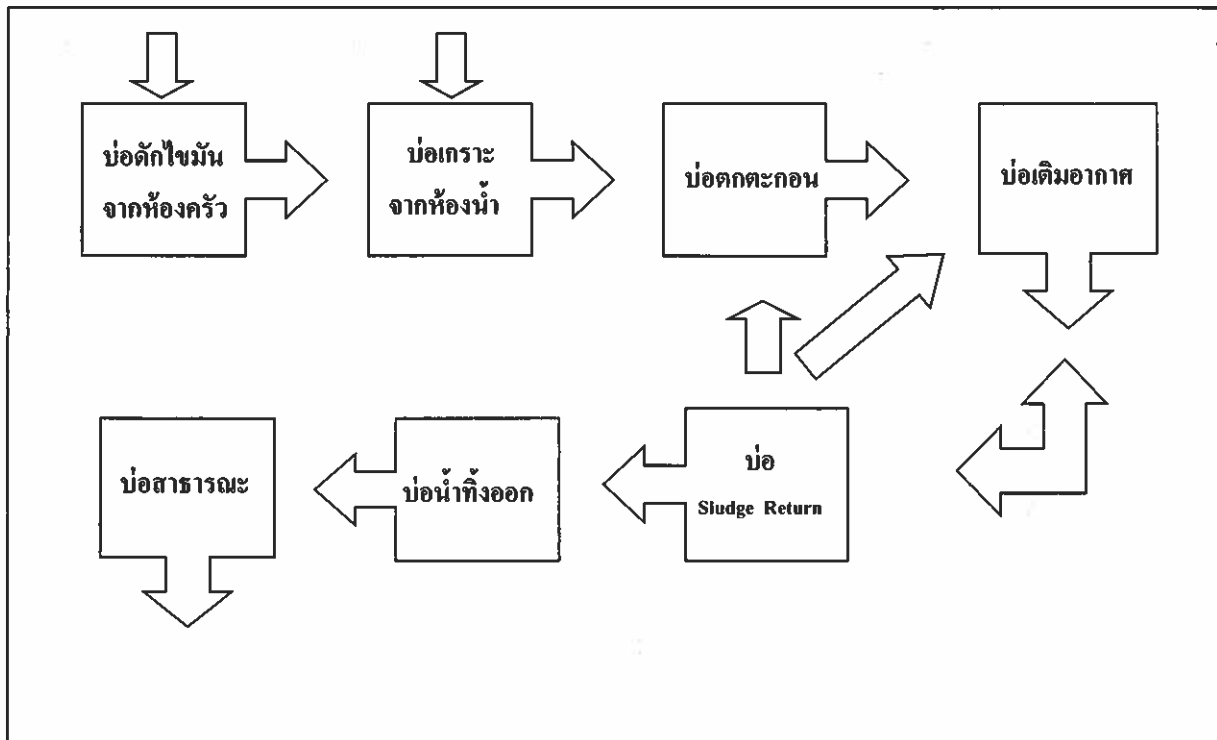 บ่อดักไขมัน
จากห้องครัว
บ่อเกราะ
จากห้องน้ำ
บ่อตกตะกอน
บ่อเติมอากาศ
บ่อสาธารณะ
บ่อน้ำทิ้งออก
บ่อ
Sludge Return